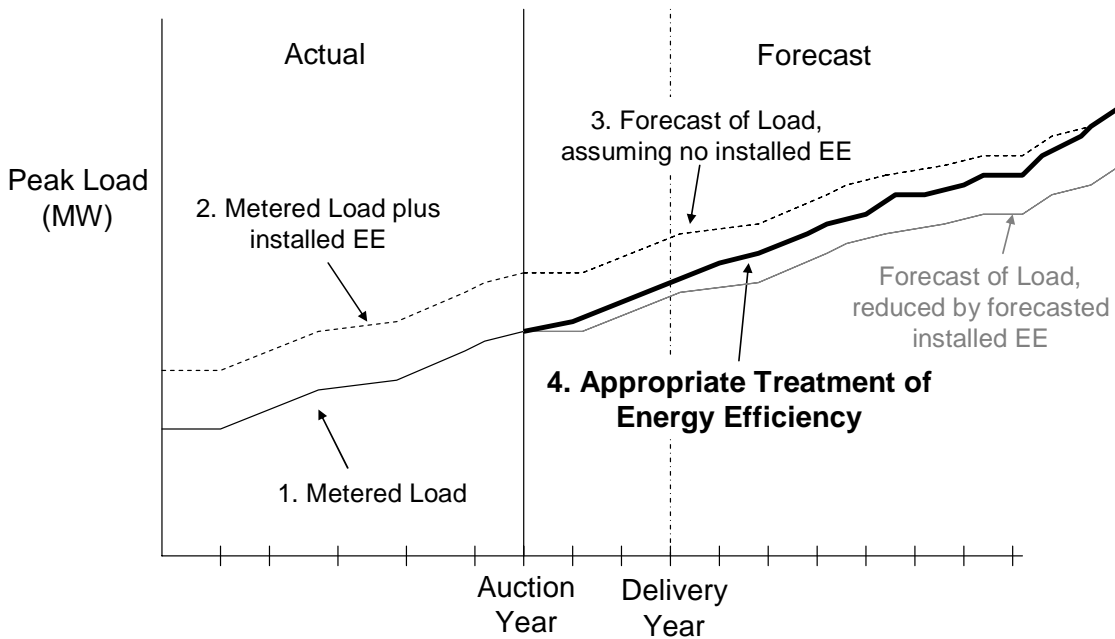 Actual
Forecast
3. Forecast of Load,
assuming no installed EE
Peak Load
(MW)
2. Metered Load plus
installed EE
Forecast of Load,
reduced by forecasted
installed EE
4. Appropriate Treatment of
Energy Efficiency
1. Metered Load
Auction
Year
Delivery
Year